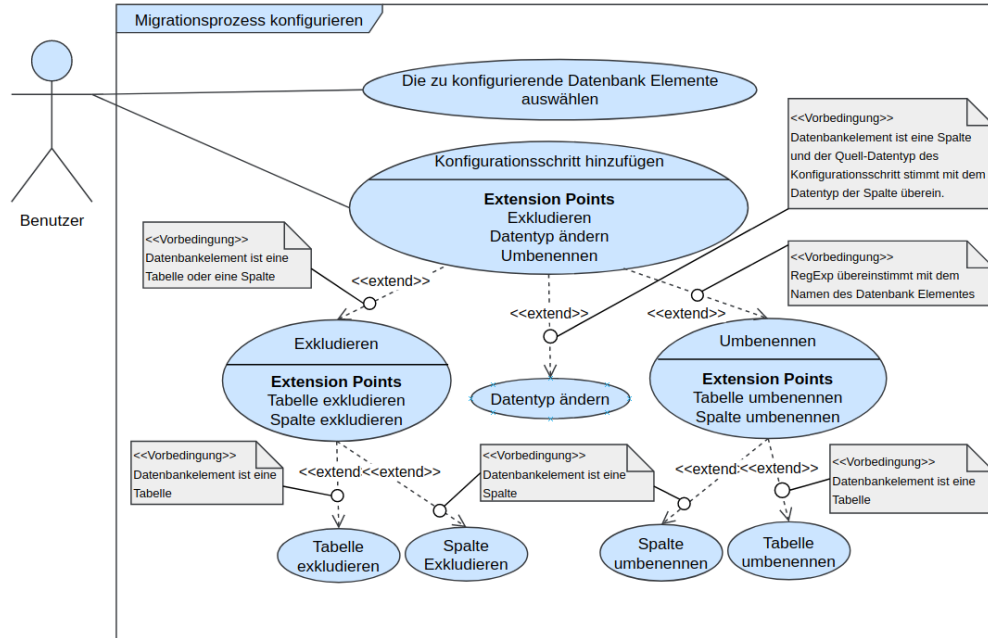 Migrationsprozess konfigurieren
Benutzer
Die zu konfigurierende Datenbank Elemente
auswählen
<<Vorbedingung>>
Datenbankelement ist eine Spalte
und der Quell-Datentyp des
Konfigurationsschritt stimmt mit dem
Datentyp der Spalte überein.
Konfigurationsschritt hinzufügen
Extension Points
Exkludieren
Datentyp ändern
Umbenennen
<<Vorbedingung>>
Datenbankelement ist eine
Tabelle oder eine Spalte
<<Vorbedingung>>
RegExp übereinstimmt mit dem
Namen des Datenbank Elementes
<<extend>>
<<extend>>
<<extend>>
Exkludieren
Extension Points
Tabelle exkludieren
Spalte exkludieren
Datentyp ändern
Umbenennen
Extension Points
Tabelle umbenennen
Spalte umbenennen
<<Vorbedingung>>
Datenbankelement ist eine
Tabelle
<<extend
<<extend>>
<<Vorbedingung>>
Datenbankelement ist eine
Spalte
<<extend
<<extend>>
<<Vorbedingung>>
Datenbankelement ist eine
Tabelle
Tabelle
exkludieren
Spalte
Exkludieren
Spalte
umbenennen
Tabelle
umbenennen